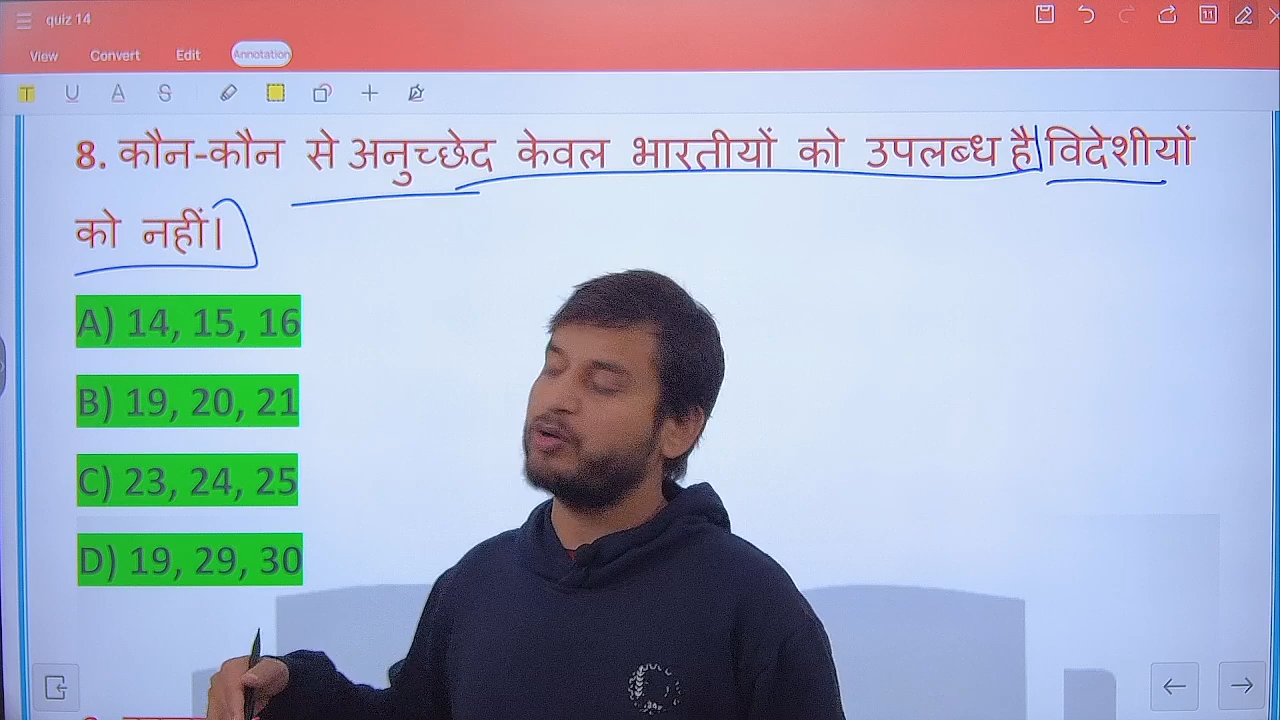 quiz 14
View Convert Edit Annotation
T U A S
8. कौन-कौन से अनुच्छेद केवल भारतीयों को उपलब्ध है विदेशीयों
को नहीं।
A) 14, 15, 16
B) 19, 20, 21
C) 23, 24, 25
D) 19, 29, 30